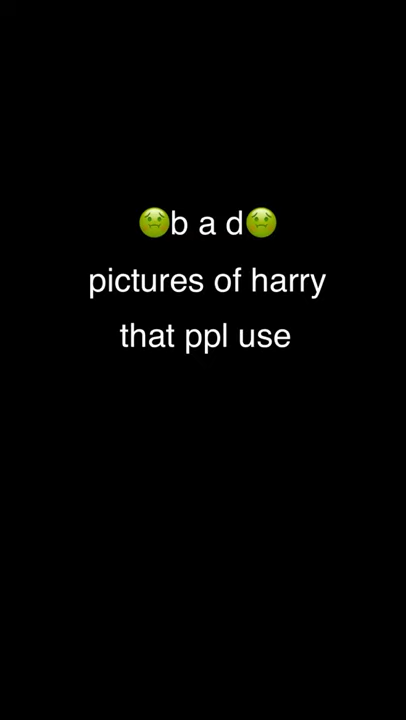 🤢b a d🤢
pictures of harry
that ppl use